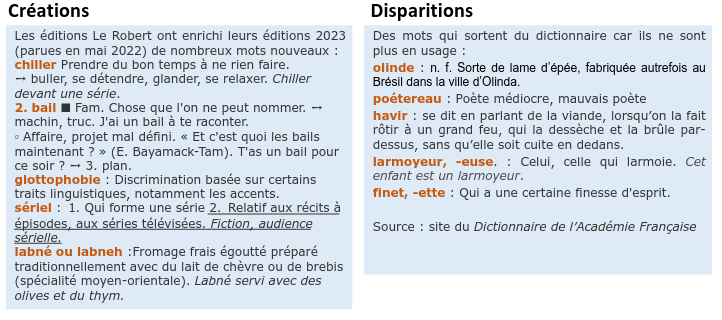 Créations
Les éditions Le Robert ont enrichi leurs éditions 2023
(parues en mai 2022) de nombreux mots nouveaux :
chiller Prendre du bon temps à ne rien faire.
→ buller, se détendre, glander, se relaxer. Chiller
devant une série.
2. bail ■ Fam. Chose que l'on ne peut nommer. →
machin, truc. J'ai un bail à te raconter.
◦ Affaire, projet mal défini. « Et c'est quoi les bails
maintenant ? » (E. Bayamack-Tam). T'as un bail pour
ce soir ? → 3. plan.
glottophobie : Discrimination basée sur certains
traits linguistiques, notamment les accents.
sériel : 1. Qui forme une série 2. Relatif aux récits à
épisodes, aux séries télévisées. Fiction, audience
sérielle.
labné ou labneh :Fromage frais égoutté préparé
traditionnellement avec du lait de chèvre ou de brebis
(spécialité moyen-orientale). Labné servi avec des
olives et du thym.
Disparitions
Des mots qui sortent du dictionnaire car ils ne sont
plus en usage :
olinde : n. f. Sorte de lame d'épée, fabriquée autrefois au
Brésil dans la ville d'Olinda.
poétereau : Poète médiocre, mauvais poète
havir : se dit en parlant de la viande, lorsqu'on la fait
rôtir à un grand feu, qui la dessèche et la brûle par-
dessus, sans qu'elle soit cuite en dedans.
larmoyeur, –euse. : Celui, celle qui larmoie. Cet
enfant est un larmoyeur.
finet, –ette : Qui a une certaine finesse d'esprit.
Source : site du Dictionnaire de l'Académie Française